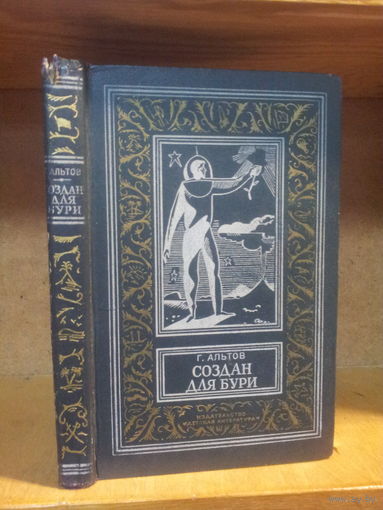 АЛЬТОВ
СОЗДАН
ДЛЯ
БУРИ
Г. АЛЬТОВ
СОЗДАН
ДЛЯ БУРИ
ИЗДАТЕЛЬСТВО
«ДЕТСКАЯ ЛИТЕРАТУРА»